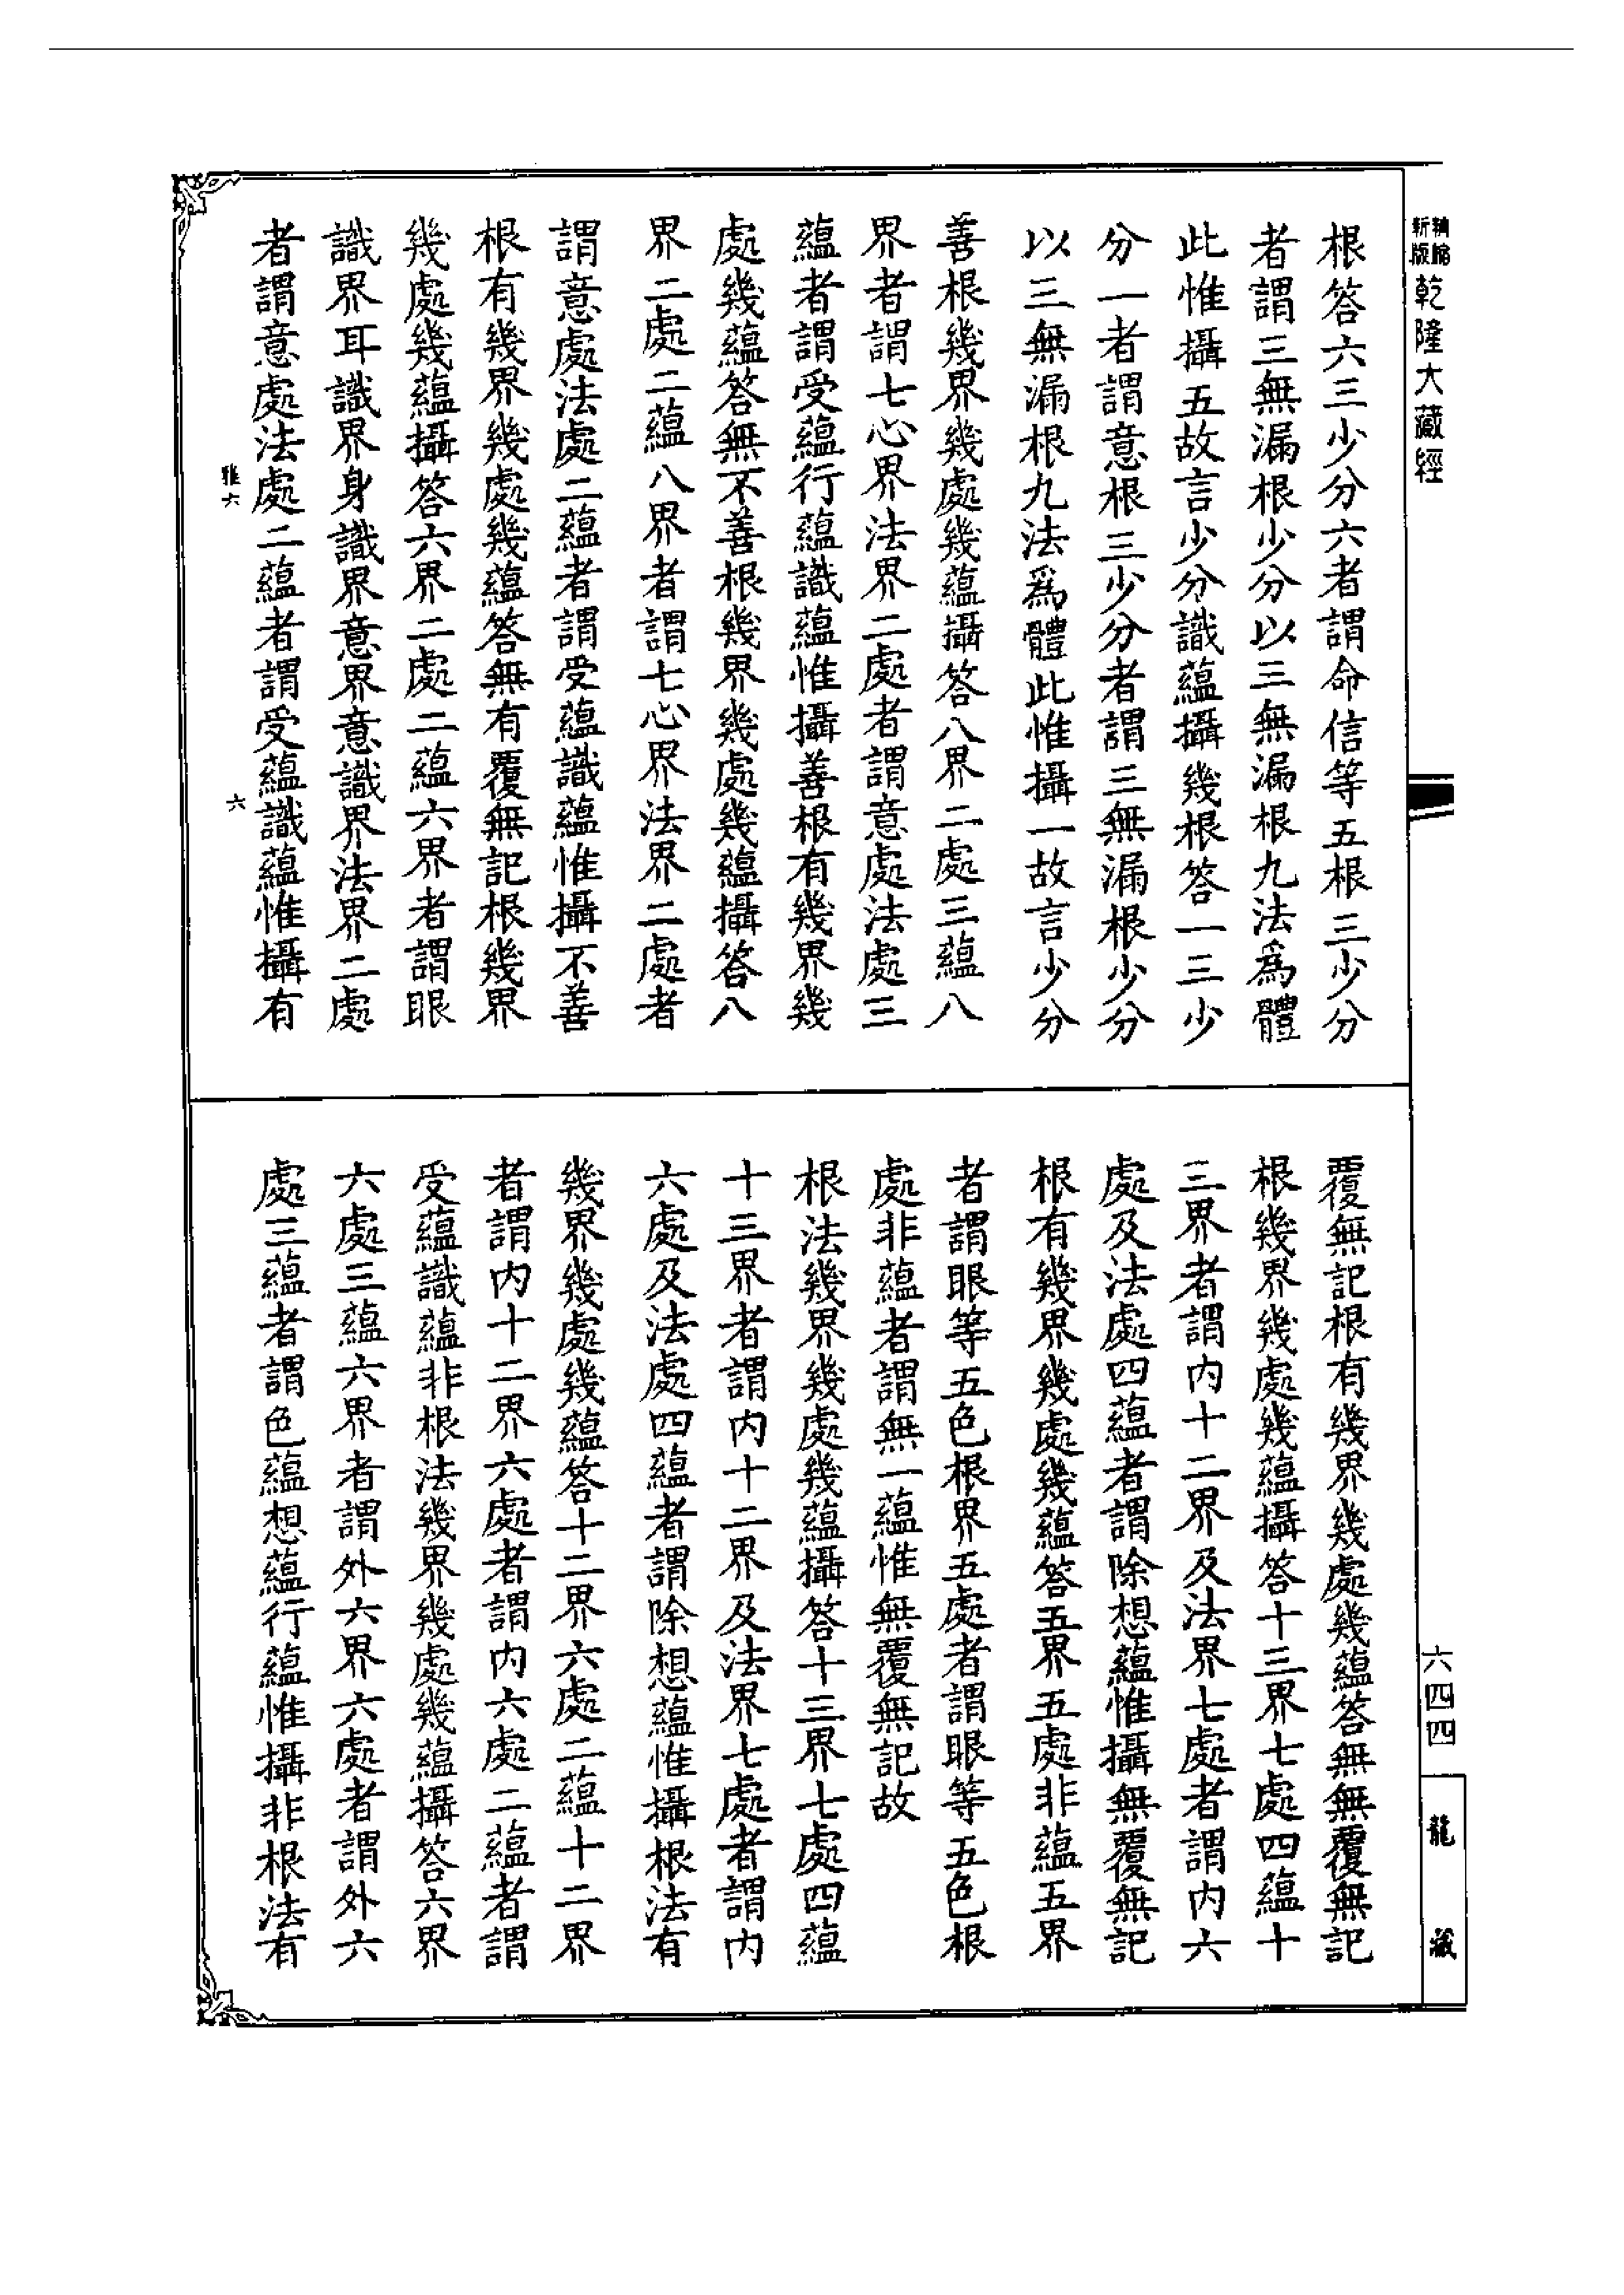 新版精縮
乾隆大藏經
根答六三少分六者謂命信等五根三少分
者謂三無漏根少分以三無漏根九法爲體
此惟攝五故言少分識蘊攝幾根答一三少
分一者謂意根三少分者謂三無漏根少分
以三無漏根九法爲體此惟攝一故言少分
善根幾界幾處幾蘊攝答八界二處三蘊八
界者謂七心界法界二處者謂意處法處三
蘊者謂受蘊行蘊識蘊惟攝善根有幾界幾
處幾蘊答無不善根幾界幾處幾蘊攝答八
界二處二蘊八界者謂七心界法界二處者
謂意處法處二蘊者謂受蘊識蘊惟攝不善
根有幾界幾處幾蘊答無有覆無記根幾界
幾處幾蘊攝答六界二處二蘊六界者謂眼
識界耳識界身識界意界意識界法界二處
者謂意處法處二蘊者謂受蘊識蘊惟攝有
雅六
六
覆無記根有幾界幾處幾蘊答無無覆無記
根幾界幾處幾蘊攝答十三界七處四蘊十
三界者謂内十二界及法界七處者謂内六
處及法處四蘊者謂除想蘊惟攝無覆無記
根有幾界幾處幾蘊答五界五處非蘊五界
者謂眼等五色根界五處者謂眼等五色根
處非蘊者謂無一蘊惟無覆無記故
根法幾界幾處幾蘊攝答十三界七處四蘊
十三界者謂内十二界及法界七處者謂内
六處及法處四蘊者謂除想蘊惟攝根法有
幾界幾處幾蘊答十二界六處二蘊十二界
者謂内十二界六處者謂内六處二蘊者謂
受蘊識蘊非根法幾界幾處幾蘊攝答六界
六處三蘊六界者謂外六界六處者謂外六
處三蘊者謂色蘊想蘊行蘊惟攝非根法有
六四四
龍藏